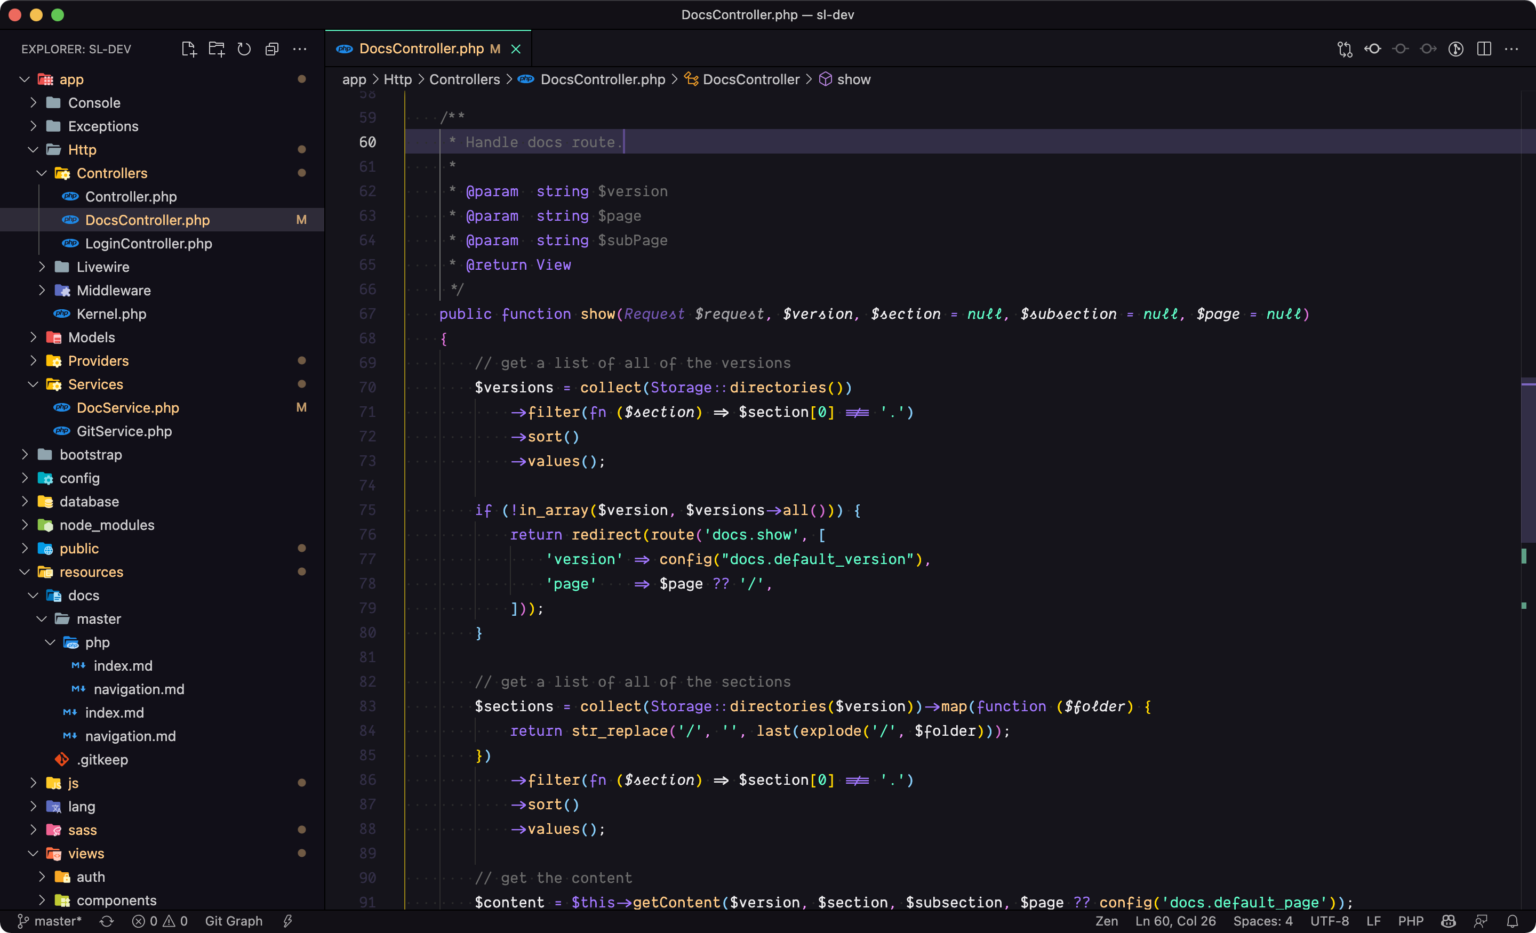 DocsController.php — sl-dev
EXPLORER: SL-DEV
app
Console
Exceptions
Http
Controllers
Controller.php
DocsController.php M
LoginController.php
Livewire
Middleware
Kernel.php
Models
Providers
Services
DocService.php M
GitService.php
bootstrap
config
database
node_modules
public
resources
docs
master
php
index.md
navigation.md
index.md
navigation.md
.gitkeep
js
lang
sass
views
auth
components
DocsController.php M
app > Http > Controllers > DocsController.php > DocsController > show
58
59 /**
60 * Handle docs route.
61 *
62 * @param  string $version
63 * @param  string $page
64 * @param  string $subPage
65 * @return View
66 */
67 public function show(Request $request, $version, $section = null, $subsection = null, $page = null)
68 {
69 // get a list of all of the versions
70 $versions = collect(Storage::directories())
71 ->filter(fn ($section) => $section[0] !== '.')
72 ->sort()
73 ->values();
74
75 if (!in_array($version, $versions->all())) {
76 return redirect(route('docs.show', [
77 'version' => config("docs.default_version"),
78 'page'    => $page ?? '/',
79 ]));
80 }
81
82 // get a list of all of the sections
83 $sections = collect(Storage::directories($version))->map(function ($folder) {
84 return str_replace('/', '', last(explode('/', $folder)));
85 })
86 ->filter(fn ($section) => $section[0] !== '.')
87 ->sort()
88 ->values();
89
90 // get the content
91 $content = $this->getContent($version, $section, $subsection, $page ?? config('docs.default_page'));
master* 0 0 Git Graph Zen Ln 60, Col 26 Spaces: 4 UTF-8 LF PHP